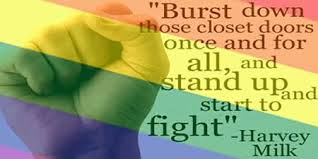 "Burst down
those closet doors
once and for
all, and
stand up
and
start to
fight"
-Harvey
Milk